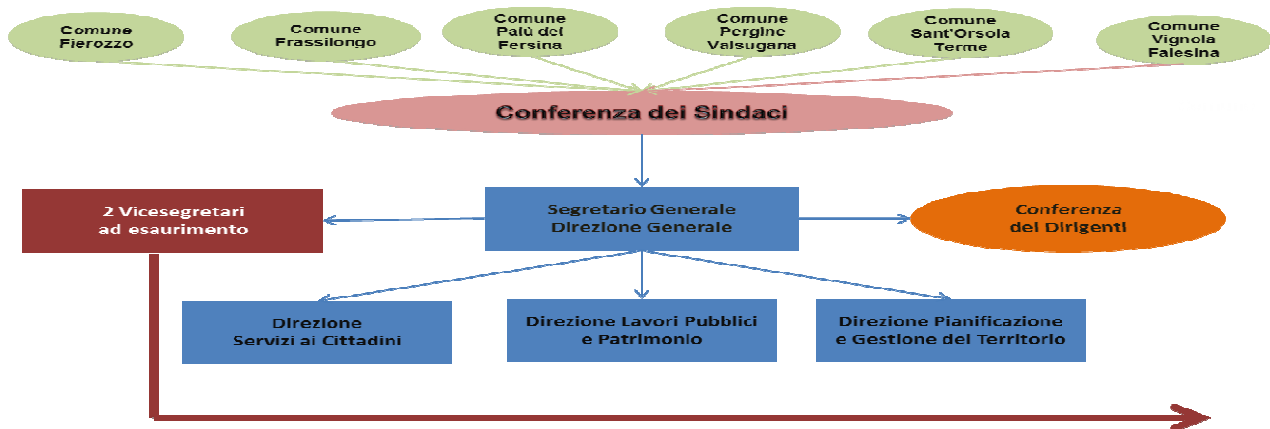 Comune
Fierozzo
Comune
Frassilongo
Comune
Palù del
Fersina
Comune
Pergine
Valsugana
Comune
Sant'Orsola
Terme
Comune
Vignola
Falesina
Conferenza dei Sindaci
2 Vicesegretari
ad esaurimento
Segretario Generale
Direzione Generale
Conferenza
dei Dirigenti
Direzione
Servizi ai Cittadini
Direzione Lavori Pubblici
e Patrimonio
Direzione Pianificazione
e Gestione del Territorio